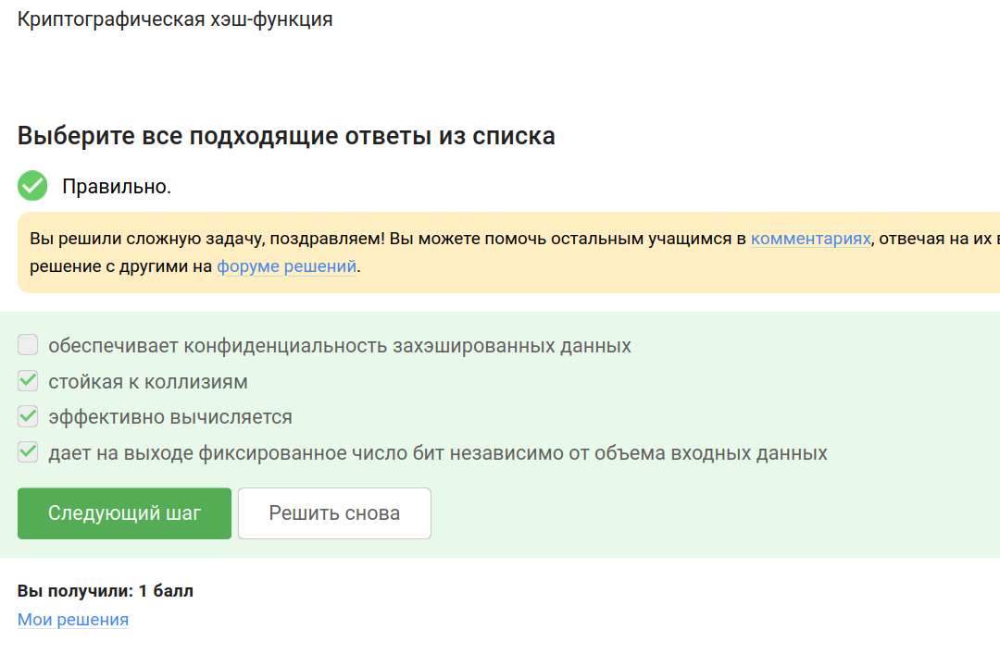 Криптографическая хэш-функция
Выберите все подходящие ответы из списка
Правильно.
Вы решили сложную задачу, поздравляем! Вы можете помочь остальным учащимся в комментариях, отвечая на их
решение с другими на форуме решений.
обеспечивает конфиденциальность захэшированных данных
стойкая к коллизиям
эффективно вычисляется
дает на выходе фиксированное число бит независимо от объема входных данных
Следующий шаг
Решить снова
Вы получили: 1 балл
Мои решения